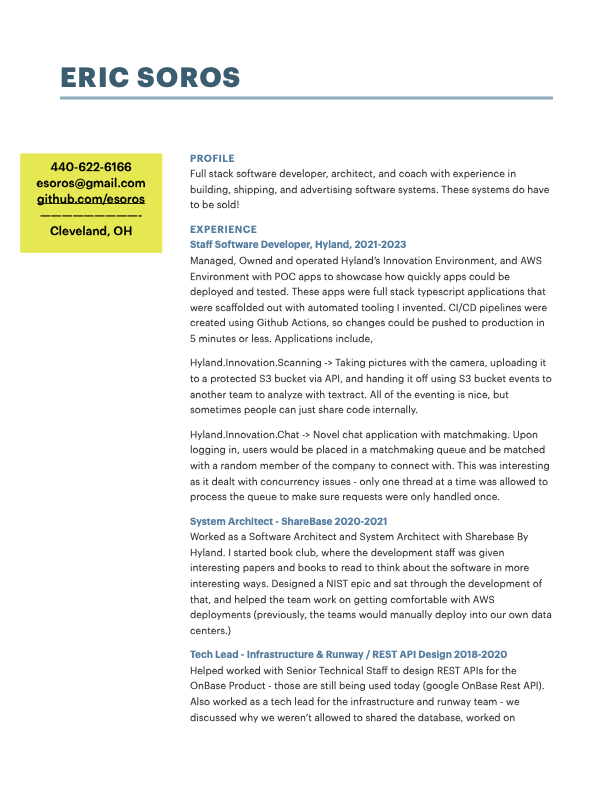 ERIC SOROS
440-622-6166
esoros@gmail.com
github.com/esoros
——————————-
Cleveland, OH
PROFILE
Full stack software developer, architect, and coach with experience in
building, shipping, and advertising software systems. These systems do have
to be sold!
EXPERIENCE
Staff Software Developer, Hyland, 2021-2023
Managed, Owned and operated Hyland's Innovation Environment, and AWS
Environment with POC apps to showcase how quickly apps could be
deployed and tested. These apps were full stack typescript applications that
were scaffolded out with automated tooling I invented. CI/CD pipelines were
created using Github Actions, so changes could be pushed to production in
5 minutes or less. Applications include,
Hyland.Innovation.Scanning -> Taking pictures with the camera, uploading it
to a protected S3 bucket via API, and handing it off using S3 bucket events to
another team to analyze with textract. All of the eventing is nice, but
sometimes people can just share code internally.
Hyland.Innovation.Chat -> Novel chat application with matchmaking. Upon
logging in, users would be placed in a matchmaking queue and be matched
with a random member of the company to connect with. This was interesting
as it dealt with concurrency issues - only one thread at a time was allowed to
process the queue to make sure requests were only handled once.
System Architect - ShareBase 2020-2021
Worked as a Software Architect and System Architect with Sharebase By
Hyland. I started book club, where the development staff was given
interesting papers and books to read to think about the software in more
interesting ways. Designed a NIST epic and sat through the development of
that, and helped the team work on getting comfortable with AWS
deployments (previously, the teams would manually deploy into our own data
centers.)
Tech Lead - Infrastructure & Runway / REST API Design 2018-2020
Helped worked with Senior Technical Staff to design REST APIs for the
OnBase Product - those are still being used today (google OnBase Rest API).
Also worked as a tech lead for the infrastructure and runway team - we
discussed why we weren't allowed to shared the database, worked on